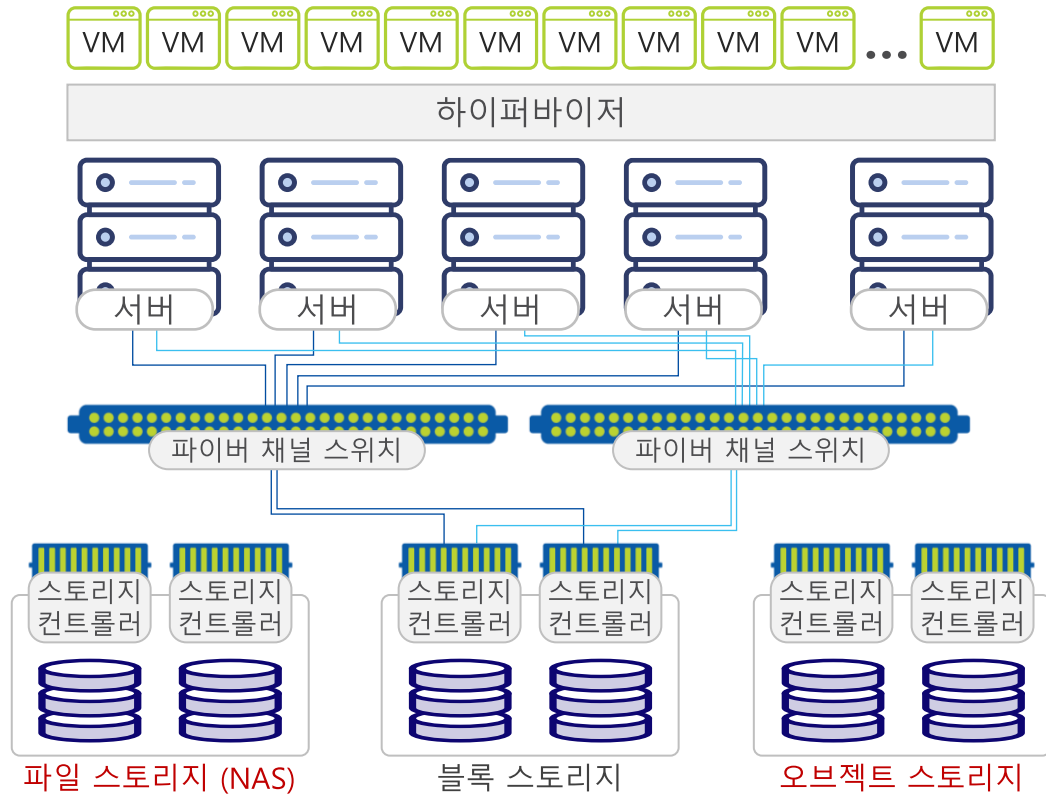 VM VM VM VM VM VM VM VM VM VM ... VM
하이퍼바이저
서버 서버 서버 서버 서버
파이버 채널 스위치 파이버 채널 스위치
스토리지 스토리지 스토리지 스토리지 스토리지 스토리지
컨트롤러 컨트롤러 컨트롤러 컨트롤러 컨트롤러 컨트롤러
파일 스토리지 (NAS) 블록 스토리지 오브젝트 스토리지